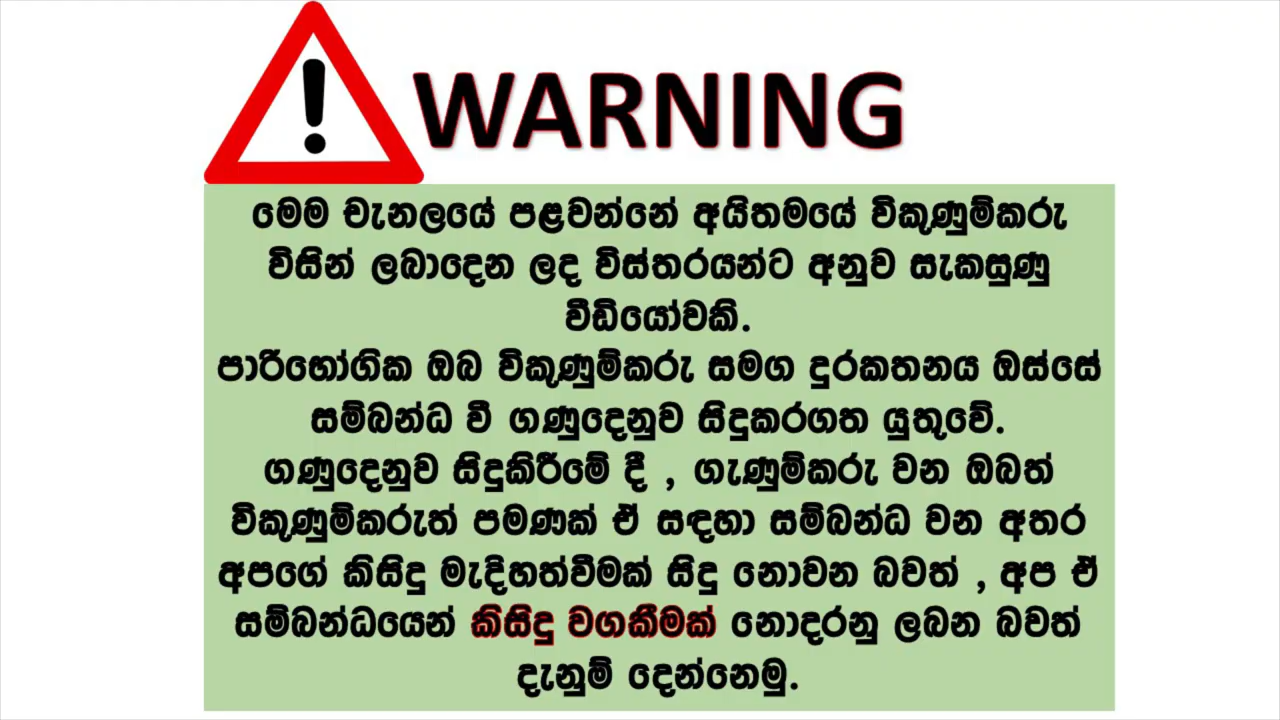 WARNING
මෙම චැනලයේ පළවන්නේ අයිතමයේ විකුණුම්කරු
විසින් ලබාදෙන ලද විස්තරයන්ට අනුව සැකසුණු
වීඩියෝවකි.
පාරිභෝගික ඔබ විකුණුම්කරු සමග දුරකතනය ඔස්සේ
සම්බන්ධ වී ගණුදෙනුව සිදුකරගත යුතුවේ.
ගණුදෙනුව සිදුකිරීමේ දී , ගැණුම්කරු වන ඔබත්
විකුණුම්කරුත් පමණක් ඒ සඳහා සම්බන්ධ වන අතර
අපගේ කිසිදු මැදිහත්වීමක් සිදු නොවන බවත් , අප ඒ
සම්බන්ධයෙන් කිසිදු වගකීමක් නොදරනු ලබන බවත්
දැනුම් දෙන්නෙමු.